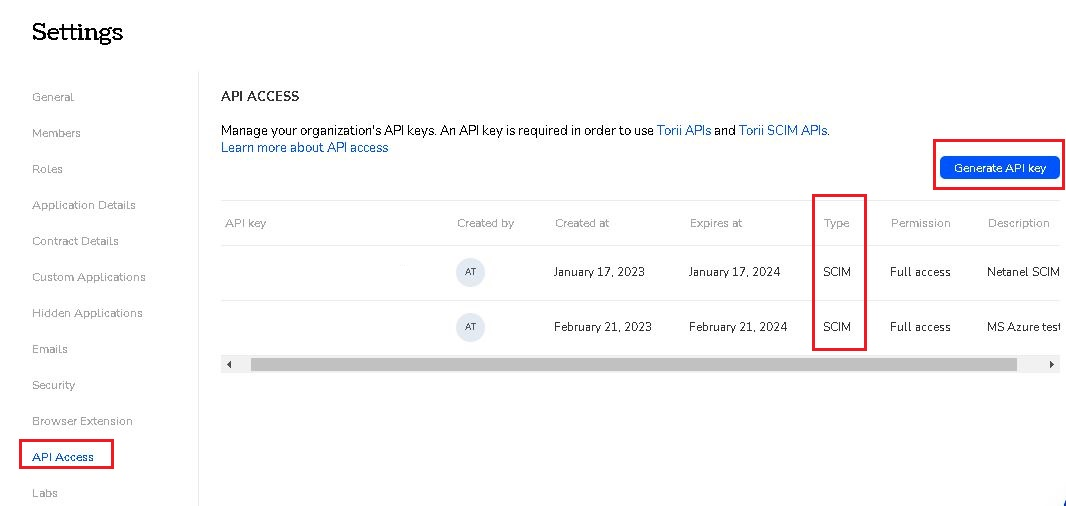 Settings
General
Members
Roles
Application Details
Contract Details
Custom Applications
Hidden Applications
Emails
Security
Browser Extension
API Access
Labs
API ACCESS
Manage your organization's API keys. An API key is required in order to use Torii APIs and Torii SCIM APIs.
Learn more about API access
Generate API key
API key Created by Created at Expires at Type Permission Description
AT January 17, 2023 January 17, 2024 SCIM Full access Netanel SCIM
AT February 21, 2023 February 21, 2024 SCIM Full access MS Azure test